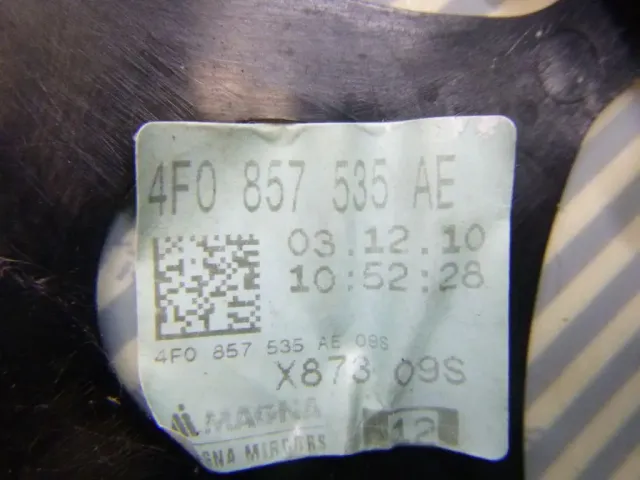 4F0 857 535 AE
03.12.10
10:52:28
4F0 857 535 AE 09S
X873 09S
MAGNA
12
MIRRORS